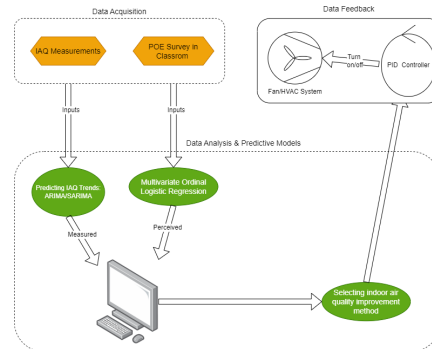 Data Acquisition
Data Feedback
IAQ Measurements
POE Survey in
Classrom
Turn
on/off
PID Controller
Fan/HVAC System
Inputs
Inputs
Data Analysis & Predictive Models
Predicting IAQ Trends:
ARIMA/SARIMA
Multivariate Ordinal
Logistic Regression
Measured
Perceived
Selecting indoor air
quality improvement
method